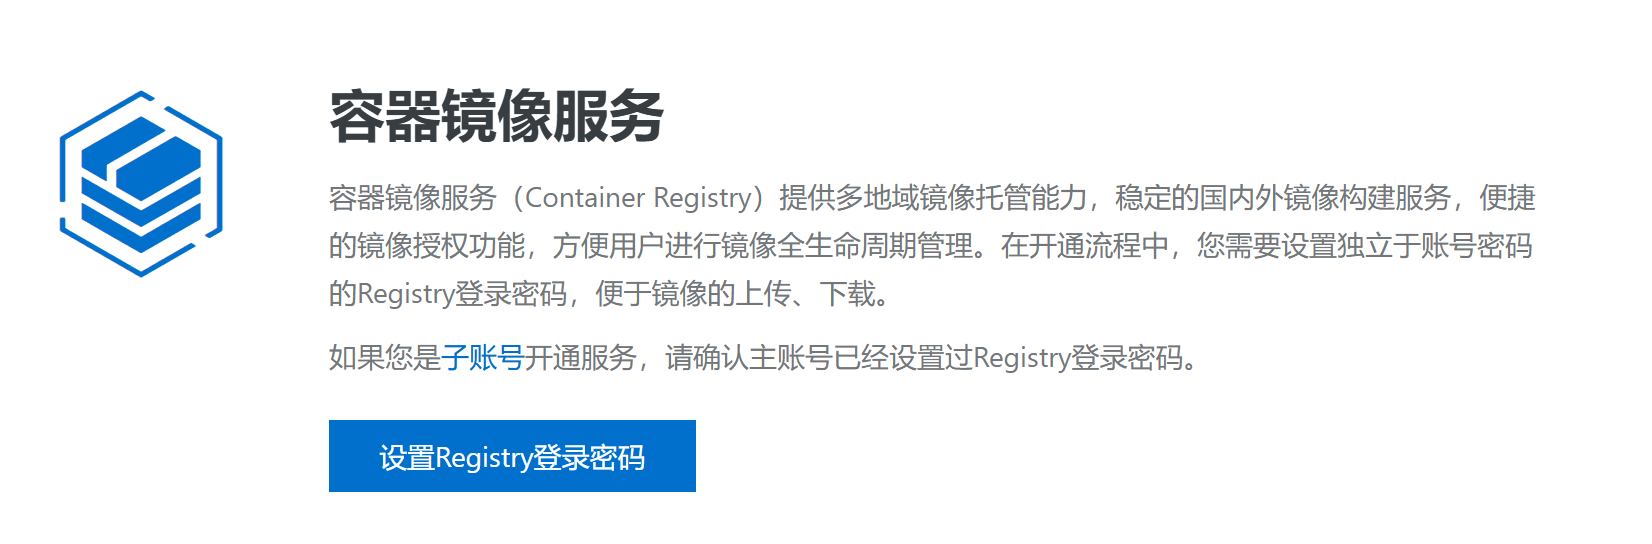 容器镜像服务
容器镜像服务（Container Registry）提供多地域镜像托管能力，稳定的国内外镜像构建服务，便捷
的镜像授权功能，方便用户进行镜像全生命周期管理。在开通流程中，您需要设置独立于账号密码
的Registry登录密码，便于镜像的上传、下载。
如果您是子账号开通服务，请确认主账号已经设置过Registry登录密码。
设置Registry登录密码